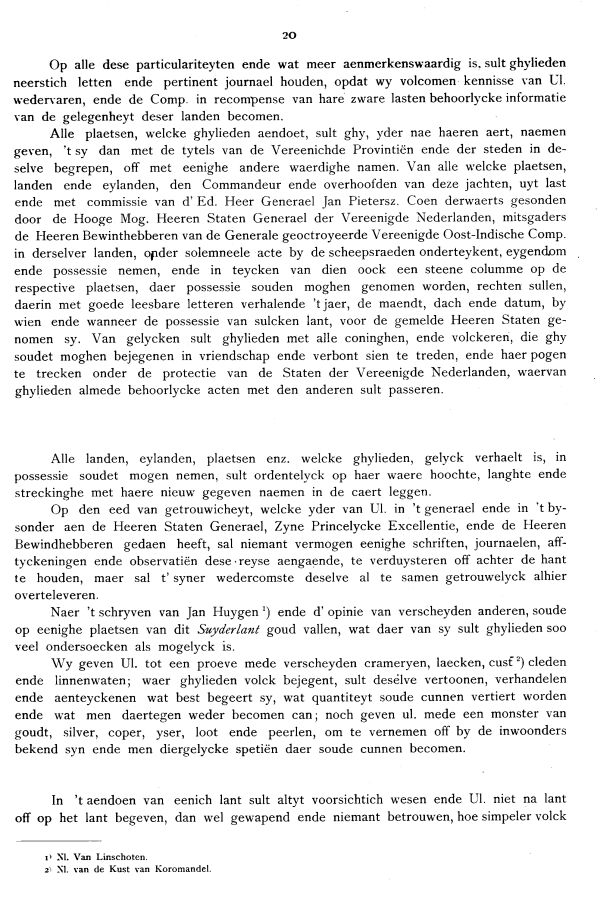 20
Op alle dese particulariteyten ende wat meer aenmerkenswaardig is, sult ghylieden
neerstich letten ende pertinent journael houden, opdat wy volcomen kennisse van Ul.
wedervaren, ende de Comp. in recompense van hare zware lasten behoorlycke informatie
van de gelegenheyt deser landen becomen.
Alle plaetsen, welcke ghylieden aendoet, sult ghy, yder nae haeren aert, naemen
geven, 't sy dan met de tytels van de Vereenichde Provintiën ende der steden in de-
selve begrepen, off met eenighe andere waerdighe namen. Van alle welcke plaetsen,
landen ende eylanden, den Commandeur ende overhoofden van deze jachten, uyt last
ende met commissie van d' Ed. Heer Generael Jan Pietersz. Coen derwaerts gesonden
door de Hooge Mog. Heeren Staten Generael der Vereenigde Nederlanden, mitsgaders
de Heeren Bewinthebberen van de Generale geoctroyeerde Vereenigde Oost-Indische Comp.
in derselver landen, onder solemneele acte by de scheepsraeden onderteykent, eygendom
ende possessie nemen, ende in teycken van dien oock een steene columme op de
respective plaetsen, daer possessie souden moghen genomen worden, rechten sullen,
daerin met goede leesbare letteren verhalende 't jaer, de maendt, dach ende datum, by
wien ende wanneer de possessie van sulcken lant, voor de gemelde Heeren Staten ge-
nomen sy. Van gelycken sult ghylieden met alle coninghen, ende volckeren, die ghy
soudet moghen bejegenen in vriendschap ende verbont sien te treden, ende haer pogen
te trecken onder de protectie van de Staten der Vereenigde Nederlanden, waervan
ghylieden almede behoorlycke acten met den anderen sult passeren.
Alle landen, eylanden, plaetsen enz. welcke ghylieden, gelyck verhaelt is, in
possessie soudet mogen nemen, sult ordentelyck op haer waere hoochte, langhte ende
streckinghe met haere nieuw gegeven naemen in de caert leggen.
Op den eed van getrouwicheyt, welcke yder van Ul. in 't generael ende in 't by-
sonder aen de Heeren Staten Generael, Zyne Princelycke Excellentie, ende de Heeren
Bewindhebberen gedaen heeft, sal niemant vermogen eenighe schriften, journaelen, aff-
tyckeningen ende observatiën dese reyse aengaende, te verduysteren off achter de hant
te houden, maer sal t' syner wedercomste deselve al te samen getrouwelyck alhier
overteleveren.
Naer 't schryven van Jan Huygen ¹) ende d' opinie van verscheyden anderen, soude
op eenighe plaetsen van dit Suyderlant goud vallen, wat daer van sy sult ghylieden soo
veel ondersoecken als mogelyck is.
Wy geven Ul. tot een proeve mede verscheyden crameryen, laecken, cust ²) cleden
ende linnenwaten; waer ghylieden volck bejegent, sult desélve vertoonen, verhandelen
ende aenteyckenen wat best begeert sy, wat quantiteyt soude cunnen vertiert worden
ende wat men daertegen weder becomen can; noch geven ul. mede een monster van
goudt, silver, coper, yser, loot ende peerlen, om te vernemen off by de inwoonders
bekend syn ende men diergelycke spetiën daer soude cunnen becomen.
In 't aendoen van eenich lant sult altyt voorsichtich wesen ende Ul. niet na lant
off op het lant begeven, dan wel gewapend ende niemant betrouwen, hoe simpeler volck
1) Nl. Van Linschoten.
2) Nl. van de Kust van Koromandel.